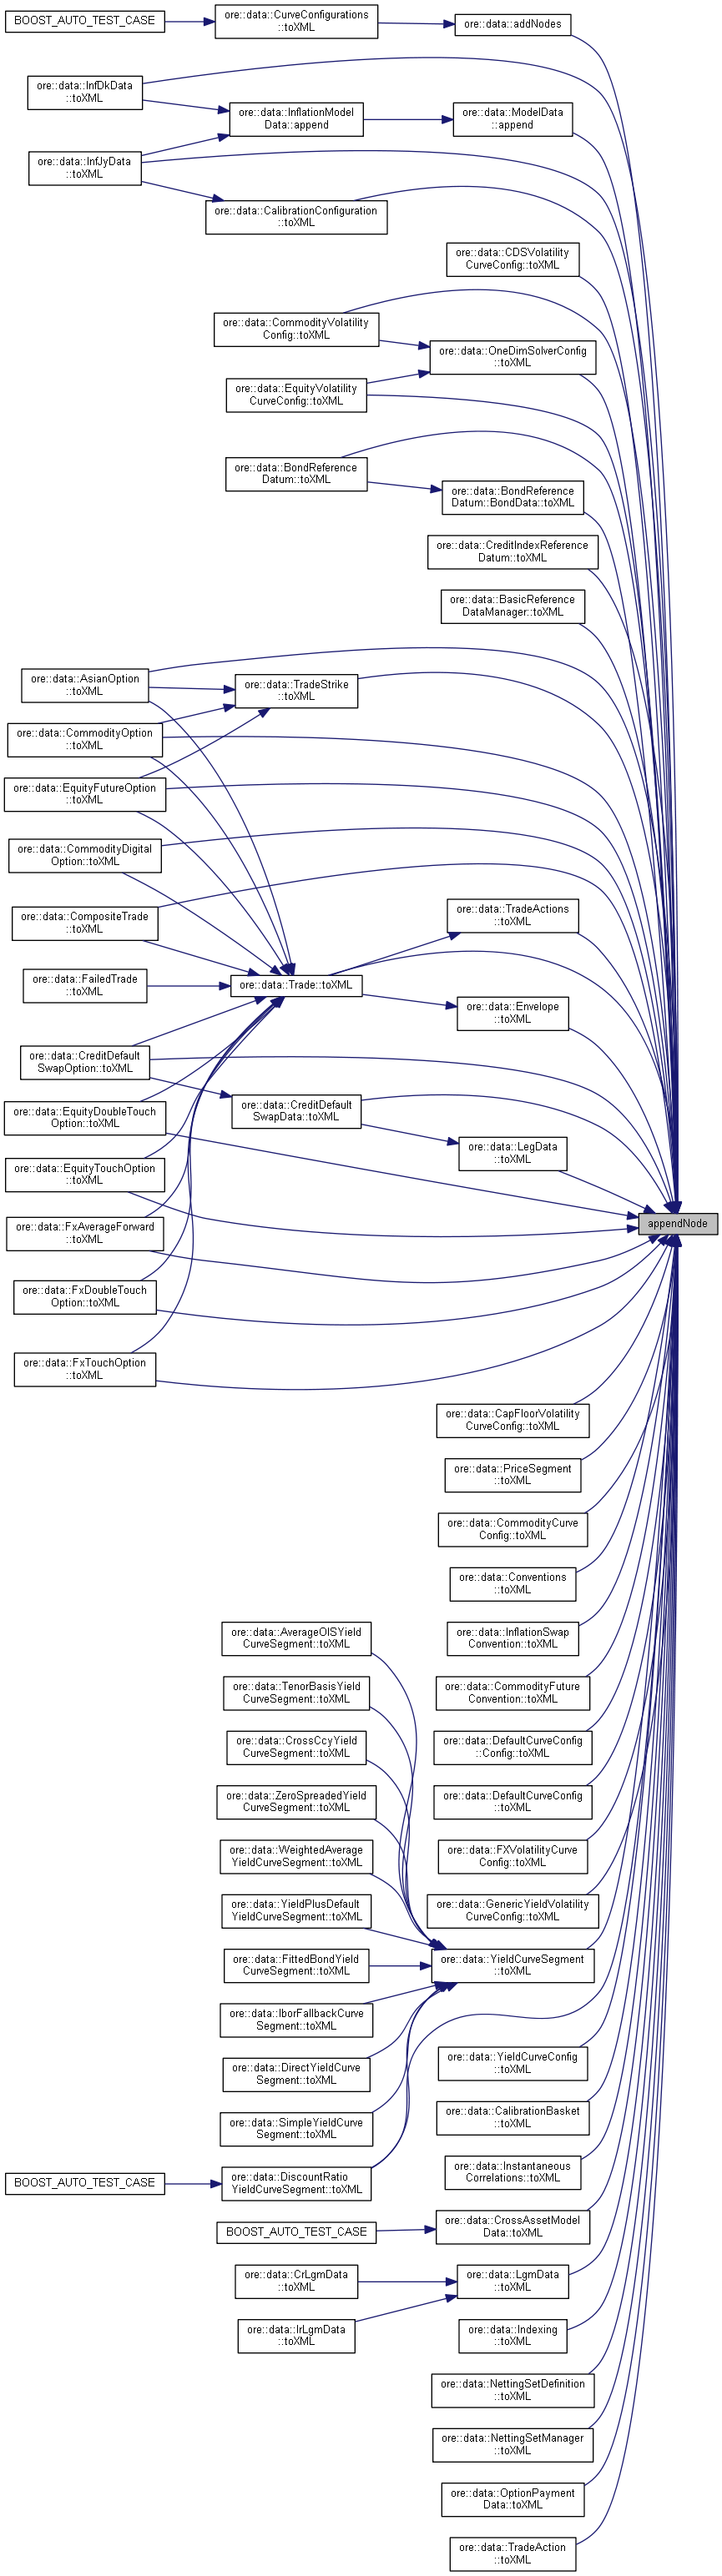 BOOST_AUTO_TEST_CASE
ore::data::CurveConfigurations
::toXML
ore::data::addNodes
ore::data::InfDkData
::toXML
ore::data::InflationModel
Data::append
ore::data::ModelData
::append
ore::data::InfJyData
::toXML
ore::data::CalibrationConfiguration
::toXML
ore::data::CDSVolatility
CurveConfig::toXML
ore::data::CommodityVolatility
Config::toXML
ore::data::OneDimSolverConfig
::toXML
ore::data::EquityVolatility
CurveConfig::toXML
ore::data::BondReference
Datum::toXML
ore::data::BondReference
Datum::BondData::toXML
ore::data::CreditIndexReference
Datum::toXML
ore::data::BasicReference
DataManager::toXML
ore::data::AsianOption
::toXML
ore::data::TradeStrike
::toXML
ore::data::CommodityOption
::toXML
ore::data::EquityFutureOption
::toXML
ore::data::CommodityDigital
Option::toXML
ore::data::CompositeTrade
::toXML
ore::data::TradeActions
::toXML
ore::data::FailedTrade
::toXML
ore::data::Trade::toXML
ore::data::Envelope
::toXML
ore::data::CreditDefault
SwapOption::toXML
ore::data::EquityDoubleTouch
Option::toXML
ore::data::CreditDefault
SwapData::toXML
ore::data::LegData
::toXML
ore::data::EquityTouchOption
::toXML
appendNode
ore::data::FxAverageForward
::toXML
ore::data::FxDoubleTouch
Option::toXML
ore::data::FxTouchOption
::toXML
ore::data::CapFloorVolatility
CurveConfig::toXML
ore::data::PriceSegment
::toXML
ore::data::CommodityCurve
Config::toXML
ore::data::Conventions
::toXML
ore::data::InflationSwap
Convention::toXML
ore::data::AverageOISYield
CurveSegment::toXML
ore::data::CommodityFuture
Convention::toXML
ore::data::TenorBasisYield
CurveSegment::toXML
ore::data::DefaultCurveConfig
::Config::toXML
ore::data::CrossCcyYield
CurveSegment::toXML
ore::data::DefaultCurveConfig
::toXML
ore::data::ZeroSpreadedYield
CurveSegment::toXML
ore::data::FXVolatilityCurve
Config::toXML
ore::data::WeightedAverage
YieldCurveSegment::toXML
ore::data::GenericYieldVolatility
CurveConfig::toXML
ore::data::YieldPlusDefault
YieldCurveSegment::toXML
ore::data::YieldCurveSegment
::toXML
ore::data::FittedBondYield
CurveSegment::toXML
ore::data::IborFallbackCurve
Segment::toXML
ore::data::YieldCurveConfig
::toXML
ore::data::DirectYieldCurve
Segment::toXML
ore::data::CalibrationBasket
::toXML
ore::data::SimpleYieldCurve
Segment::toXML
ore::data::Instantaneous
Correlations::toXML
BOOST_AUTO_TEST_CASE
ore::data::DiscountRatio
YieldCurveSegment::toXML
ore::data::CrossAssetModel
Data::toXML
BOOST_AUTO_TEST_CASE
ore::data::CrLgmData
::toXML
ore::data::LgmData
::toXML
ore::data::IrLgmData
::toXML
ore::data::Indexing
::toXML
ore::data::NettingSetDefinition
::toXML
ore::data::NettingSetManager
::toXML
ore::data::OptionPayment
Data::toXML
ore::data::TradeAction
::toXML